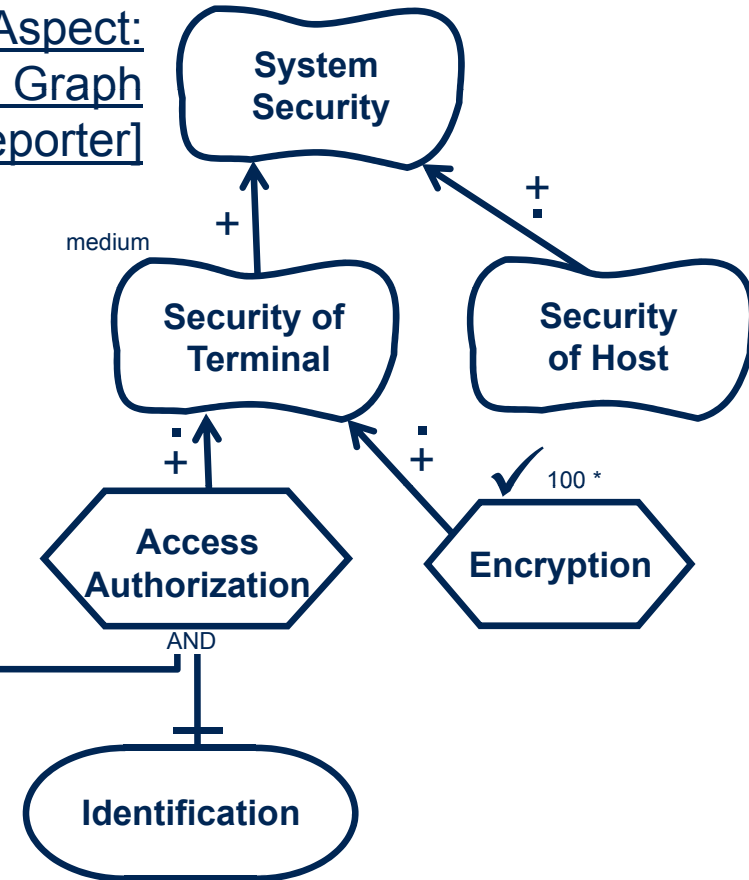 Aspect:
Graph
eporter]
System
Security
+
+
medium
Security of
Terminal
Security
of Host
+
+
100 *
Access
Authorization
Encryption
AND
Identification